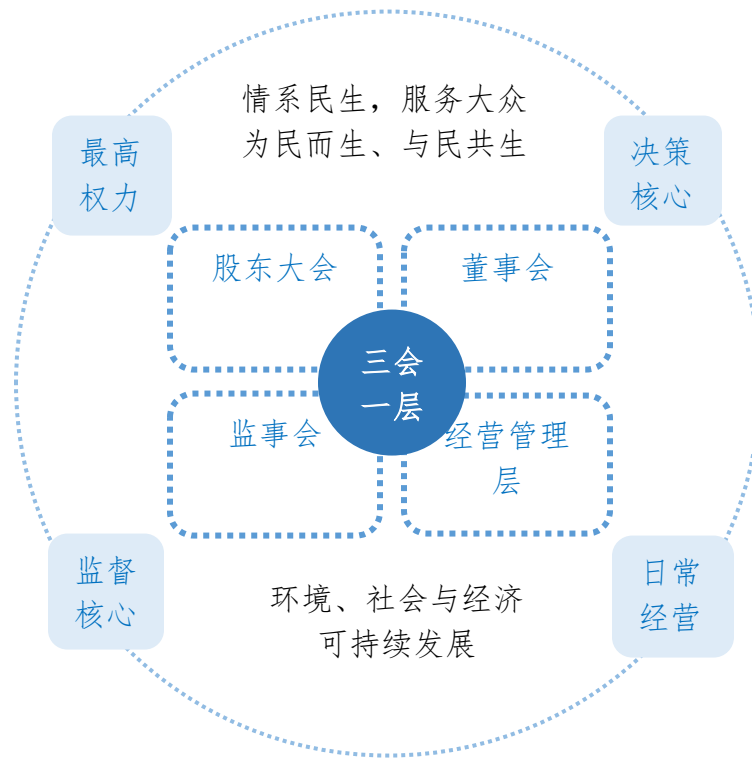 情系民生，服务大众
为民而生、与民共生
最高
权力
决策
核心
股东大会
董事会
三会
一层
监事会
经营管理
层
监督
核心
日常
经营
环境、社会与经济
可持续发展